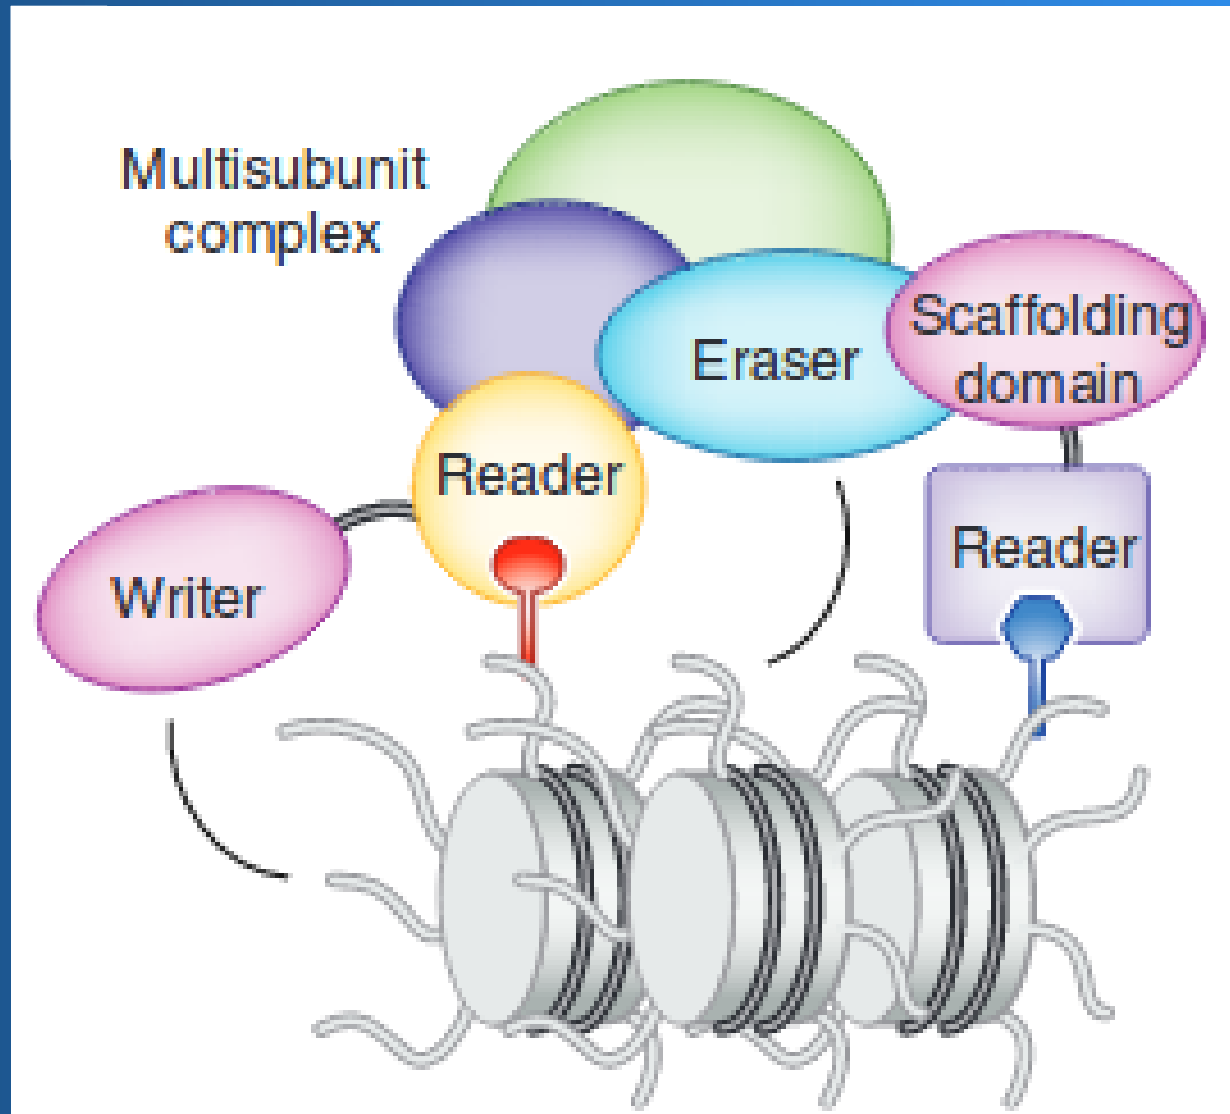 Multisubunit
complex
Scaffolding
domain
Eraser
Reader
Reader
Writer